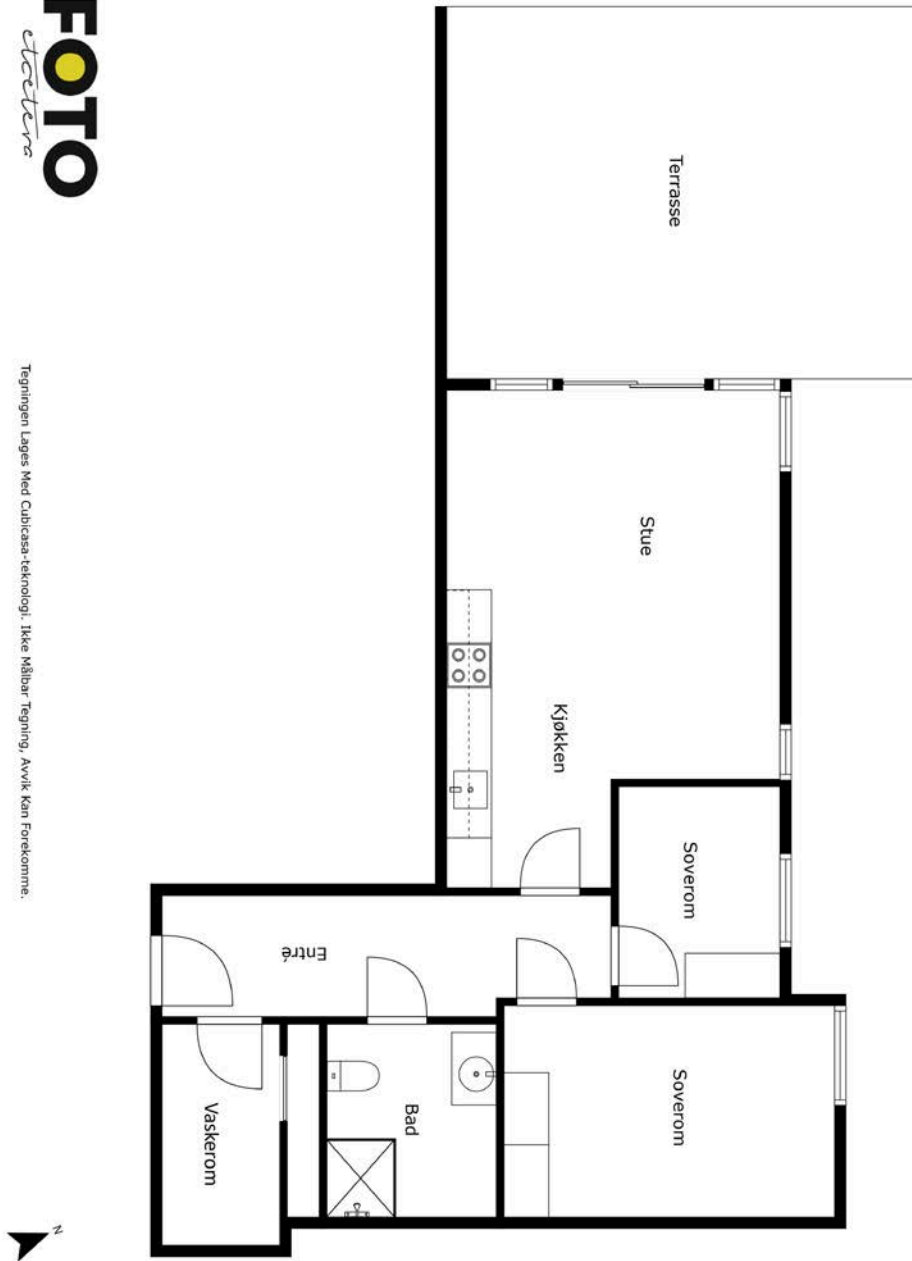 FOTO
etcetera
Terrasse
Stue
Kjøkken
Soverom
Entré
Soverom
Bad
Vaskerom
N
Tegningen Lages Med Cubicasa-teknologi. Ikke Målbar Tegning, Avvik Kan Forekomme.